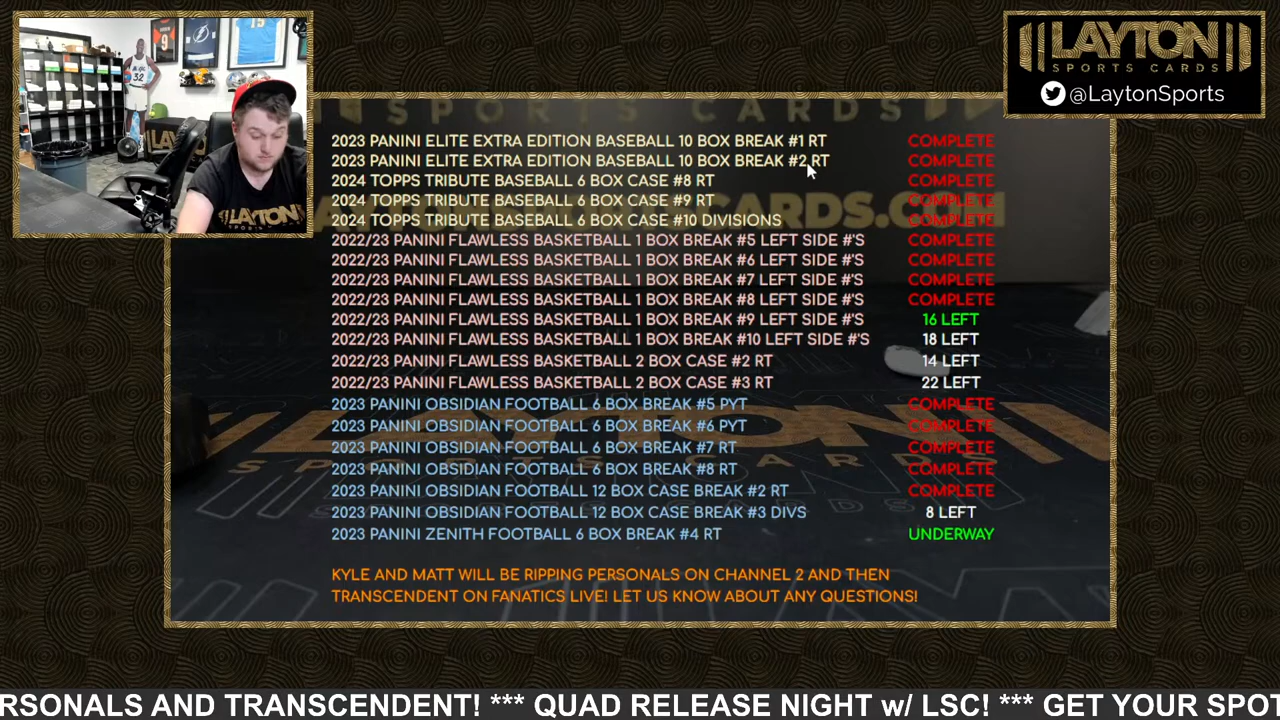 9
15
32
LAYTON
SPORTS CARDS
@LaytonSports
SPORTS CARDS
2023 PANINI ELITE EXTRA EDITION BASEBALL 10 BOX BREAK #1 RT COMPLETE
2023 PANINI ELITE EXTRA EDITION BASEBALL 10 BOX BREAK #2 RT COMPLETE
2024 TOPPS TRIBUTE BASEBALL 6 BOX CASE #8 RT COMPLETE
2024 TOPPS TRIBUTE BASEBALL 6 BOX CASE #9 RT COMPLETE
2024 TOPPS TRIBUTE BASEBALL 6 BOX CASE #10 DIVISIONS COMPLETE
2022/23 PANINI FLAWLESS BASKETBALL 1 BOX BREAK #5 LEFT SIDE #'S COMPLETE
2022/23 PANINI FLAWLESS BASKETBALL 1 BOX BREAK #6 LEFT SIDE #'S COMPLETE
2022/23 PANINI FLAWLESS BASKETBALL 1 BOX BREAK #7 LEFT SIDE #'S COMPLETE
2022/23 PANINI FLAWLESS BASKETBALL 1 BOX BREAK #8 LEFT SIDE #'S COMPLETE
2022/23 PANINI FLAWLESS BASKETBALL 1 BOX BREAK #9 LEFT SIDE #'S 16 LEFT
2022/23 PANINI FLAWLESS BASKETBALL 1 BOX BREAK #10 LEFT SIDE #'S 18 LEFT
2022/23 PANINI FLAWLESS BASKETBALL 2 BOX CASE #2 RT 14 LEFT
2022/23 PANINI FLAWLESS BASKETBALL 2 BOX CASE #3 RT 22 LEFT
2023 PANINI OBSIDIAN FOOTBALL 6 BOX BREAK #5 PYT COMPLETE
2023 PANINI OBSIDIAN FOOTBALL 6 BOX BREAK #6 PYT COMPLETE
2023 PANINI OBSIDIAN FOOTBALL 6 BOX BREAK #7 RT COMPLETE
2023 PANINI OBSIDIAN FOOTBALL 6 BOX BREAK #8 RT COMPLETE
2023 PANINI OBSIDIAN FOOTBALL 12 BOX CASE BREAK #2 RT COMPLETE
2023 PANINI OBSIDIAN FOOTBALL 12 BOX CASE BREAK #3 DIVS 8 LEFT
2023 PANINI ZENITH FOOTBALL 6 BOX BREAK #4 RT UNDERWAY
KYLE AND MATT WILL BE RIPPING PERSONALS ON CHANNEL 2 AND THEN
TRANSCENDENT ON FANATICS LIVE! LET US KNOW ABOUT ANY QUESTIONS!
RSONALS AND TRANSCENDENT! *** QUAD RELEASE NIGHT w/ LSC! *** GET YOUR SPOT